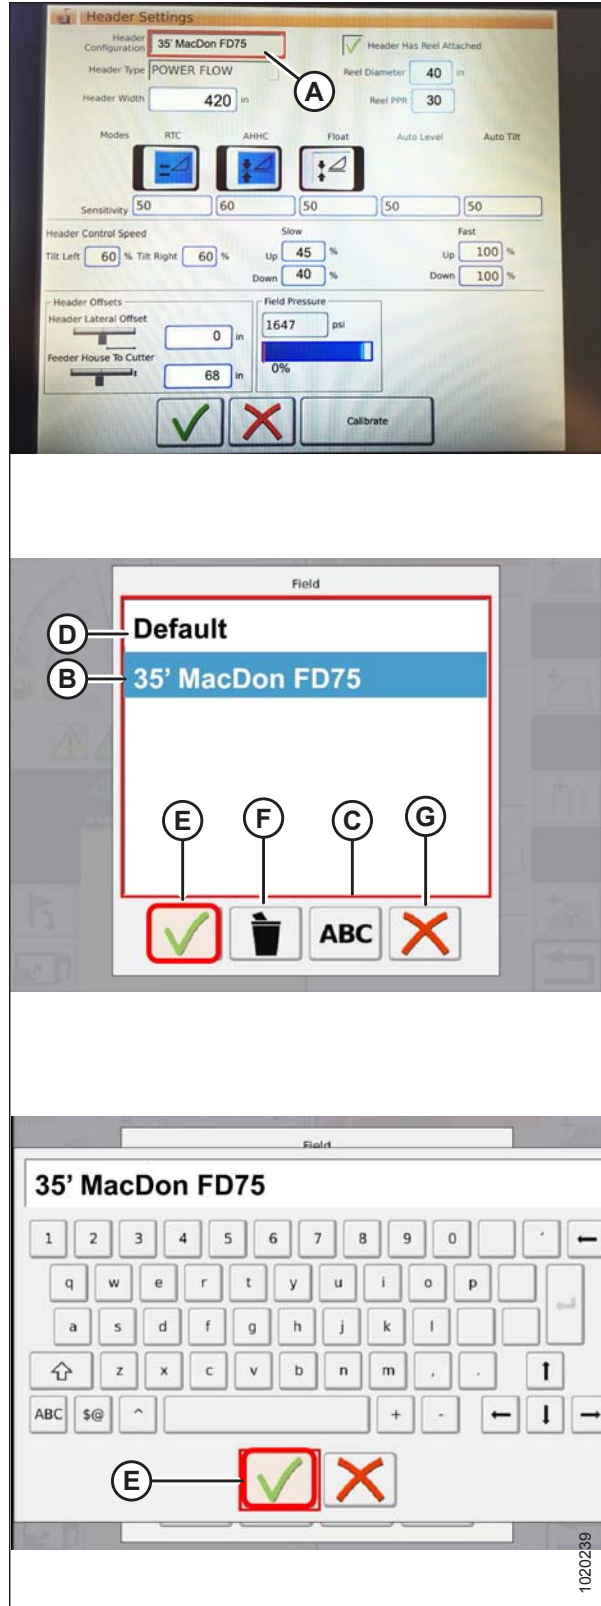 Header Settings
Header Configuration 35' MacDon FD75
Header Has Reel Attached
A
Header Type POWER FLOW
Reel Diameter 40 in
Header Width 420 in
Reel PPR 30
Modes RTC AHHC Float Auto Level Auto Tilt
Sensitivity 50 60 50 50 50
Header Control Speed Slow Fast
Tilt Left 60 % Tilt Right 60 % Up 45 % Up 100 %
Down 40 % Down 100 %
Header Offsets Field Pressure
Header Lateral Offset 1647 psi
0 in
Feeder House To Cutter 0%
68 in
Calibrate
Field
D Default
B 35' MacDon FD75
E F C G
ABC
Field
35' MacDon FD75
1 2 3 4 5 6 7 8 9 0 ´ ←
q w e r t y u i o p
a s d f g h j k l
z x c v b n m , . ↑
ABC $@ ^ + - ← ↓ →
E
1020239